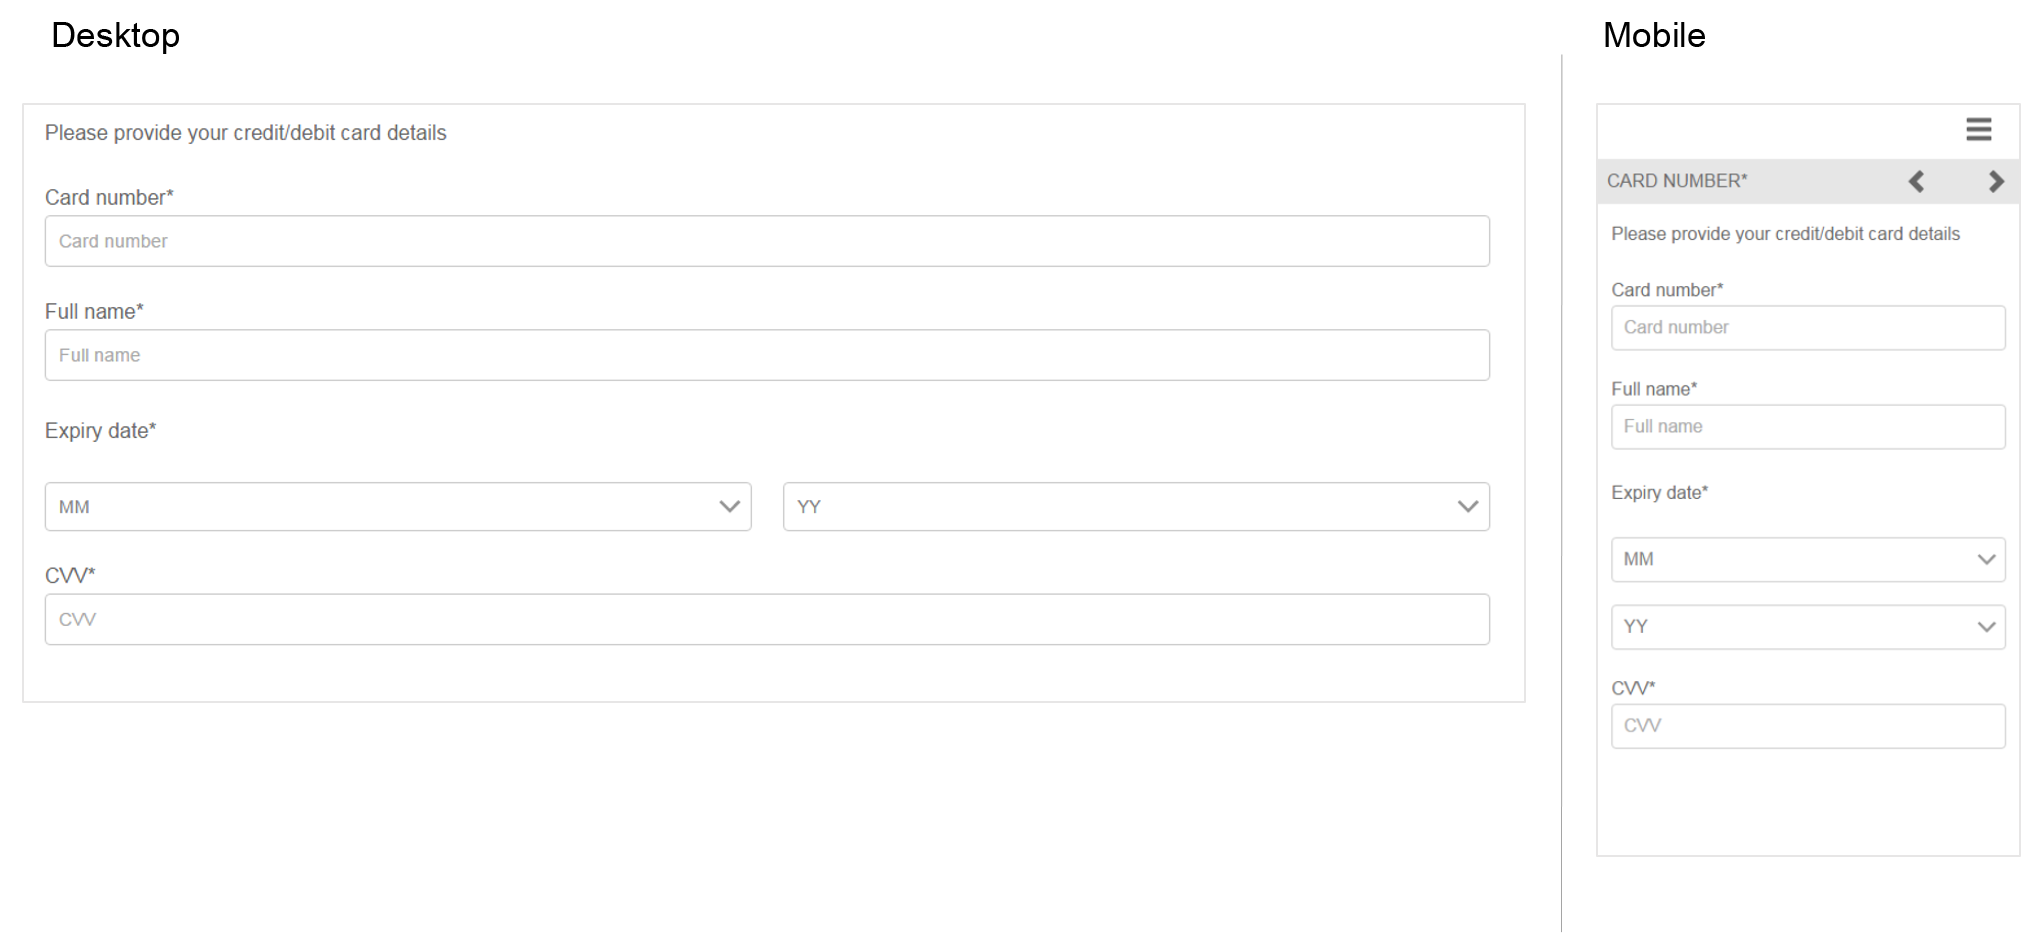 Desktop
Please provide your credit/debit card details
Card number*
Card number
Full name*
Full name
Expiry date*
MM
YY
CVV*
CVV
Mobile
CARD NUMBER*
Please provide your credit/debit card details
Card number*
Card number
Full name*
Full name
Expiry date*
MM
YY
CVV*
CVV